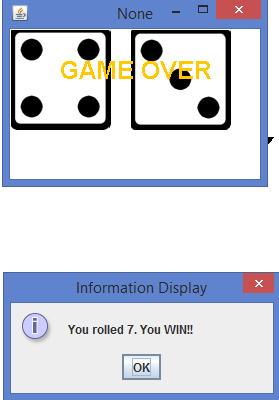 None
GAME OVER
Information Display
You rolled 7. You WIN!!
OK